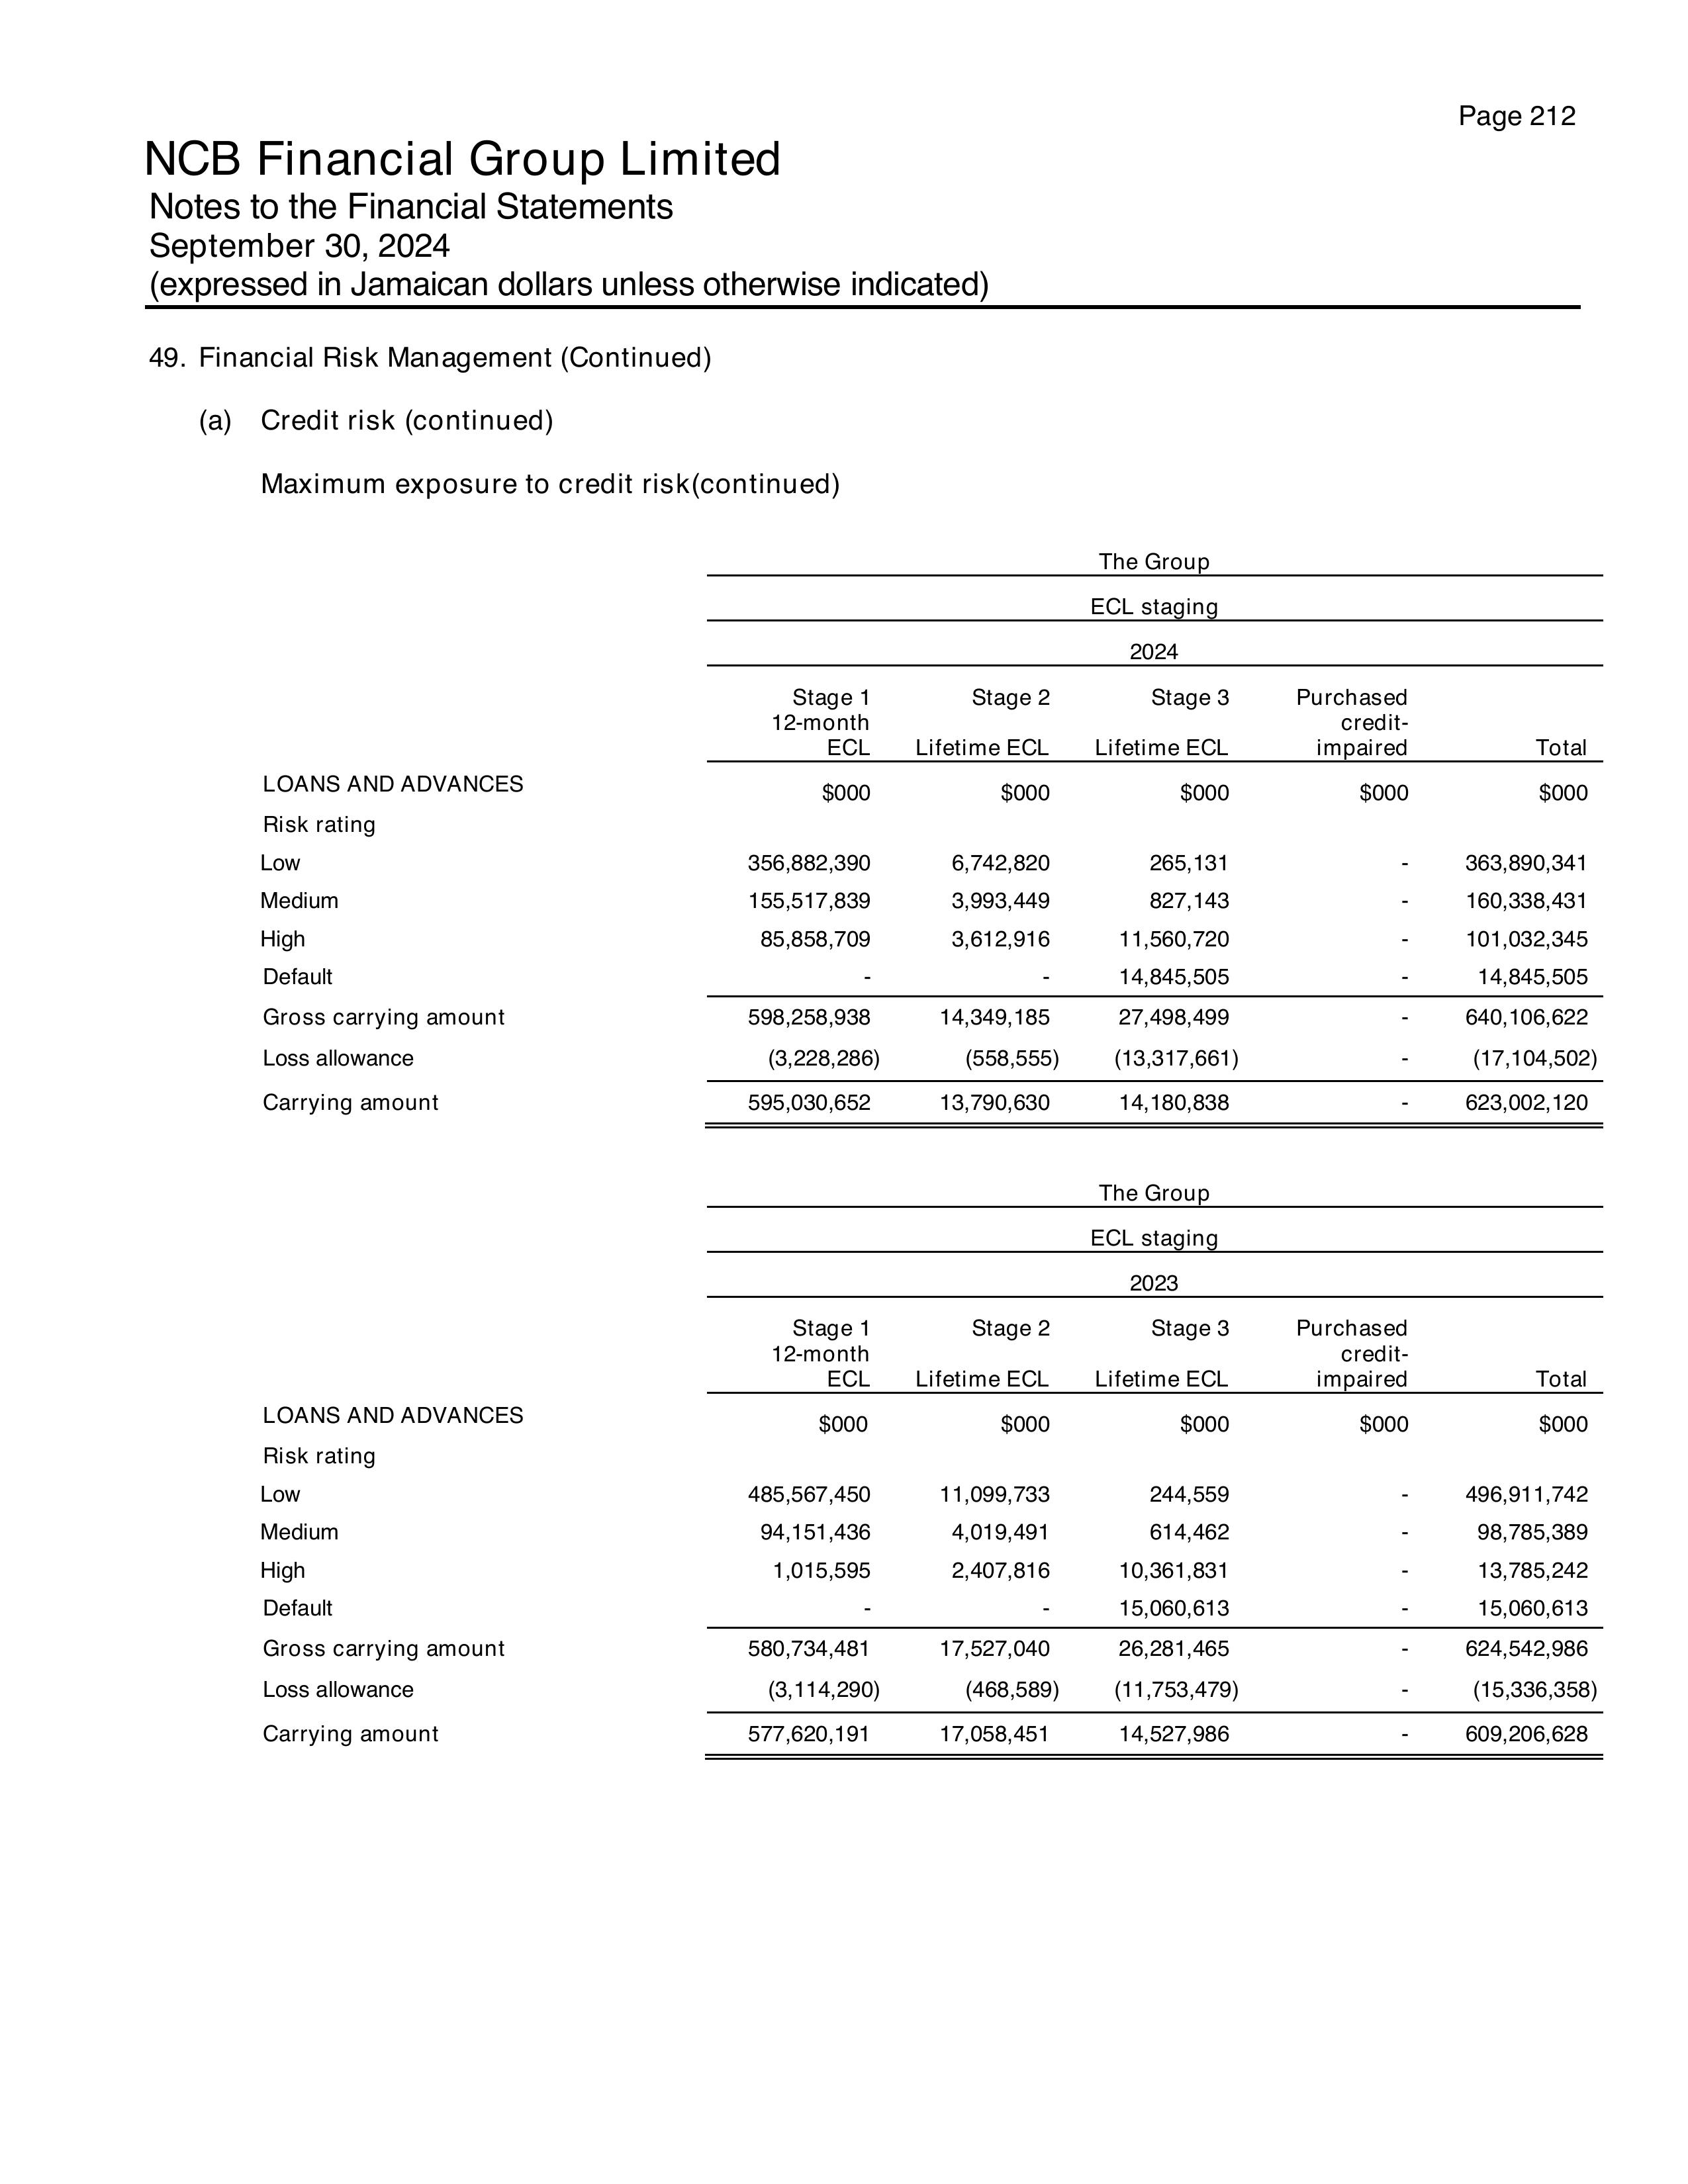 Page 212
NCB Financial Group Limited
Notes to the Financial Statements
September 30, 2024
(expressed in Jamaican dollars unless otherwise indicated)
49. Financial Risk Management (Continued)
(a) Credit risk (continued)
Maximum exposure to credit risk(continued)
The Group
ECL staging
2024
Stage 1 Stage 2 Stage 3 Purchased
12-month credit-
ECL Lifetime ECL Lifetime ECL impaired Total
LOANS AND ADVANCES $000 $000 $000 $000 $000
Risk rating
Low 356,882,390 6,742,820 265,131 - 363,890,341
Medium 155,517,839 3,993,449 827,143 - 160,338,431
High 85,858,709 3,612,916 11,560,720 - 101,032,345
Default - - 14,845,505 - 14,845,505
Gross carrying amount 598,258,938 14,349,185 27,498,499 - 640,106,622
Loss allowance (3,228,286) (558,555) (13,317,661) - (17,104,502)
Carrying amount 595,030,652 13,790,630 14,180,838 - 623,002,120
The Group
ECL staging
2023
Stage 1 Stage 2 Stage 3 Purchased
12-month credit-
ECL Lifetime ECL Lifetime ECL impaired Total
LOANS AND ADVANCES $000 $000 $000 $000 $000
Risk rating
Low 485,567,450 11,099,733 244,559 - 496,911,742
Medium 94,151,436 4,019,491 614,462 - 98,785,389
High 1,015,595 2,407,816 10,361,831 - 13,785,242
Default - - 15,060,613 - 15,060,613
Gross carrying amount 580,734,481 17,527,040 26,281,465 - 624,542,986
Loss allowance (3,114,290) (468,589) (11,753,479) - (15,336,358)
Carrying amount 577,620,191 17,058,451 14,527,986 - 609,206,628